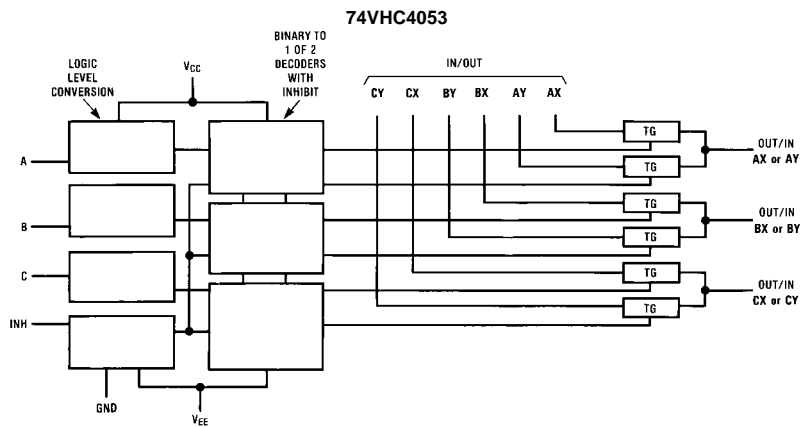 74VHC4053
LOGIC
LEVEL
CONVERSION
VCC
BINARY TO
1 OF 2
DECODERS
WITH
INHIBIT
IN/OUT
CY CX BY BX AY AX
A
B
C
INH
GND
VEE
TG
TG
TG
TG
TG
TG
OUT/IN
AX or AY
OUT/IN
BX or BY
OUT/IN
CX or CY